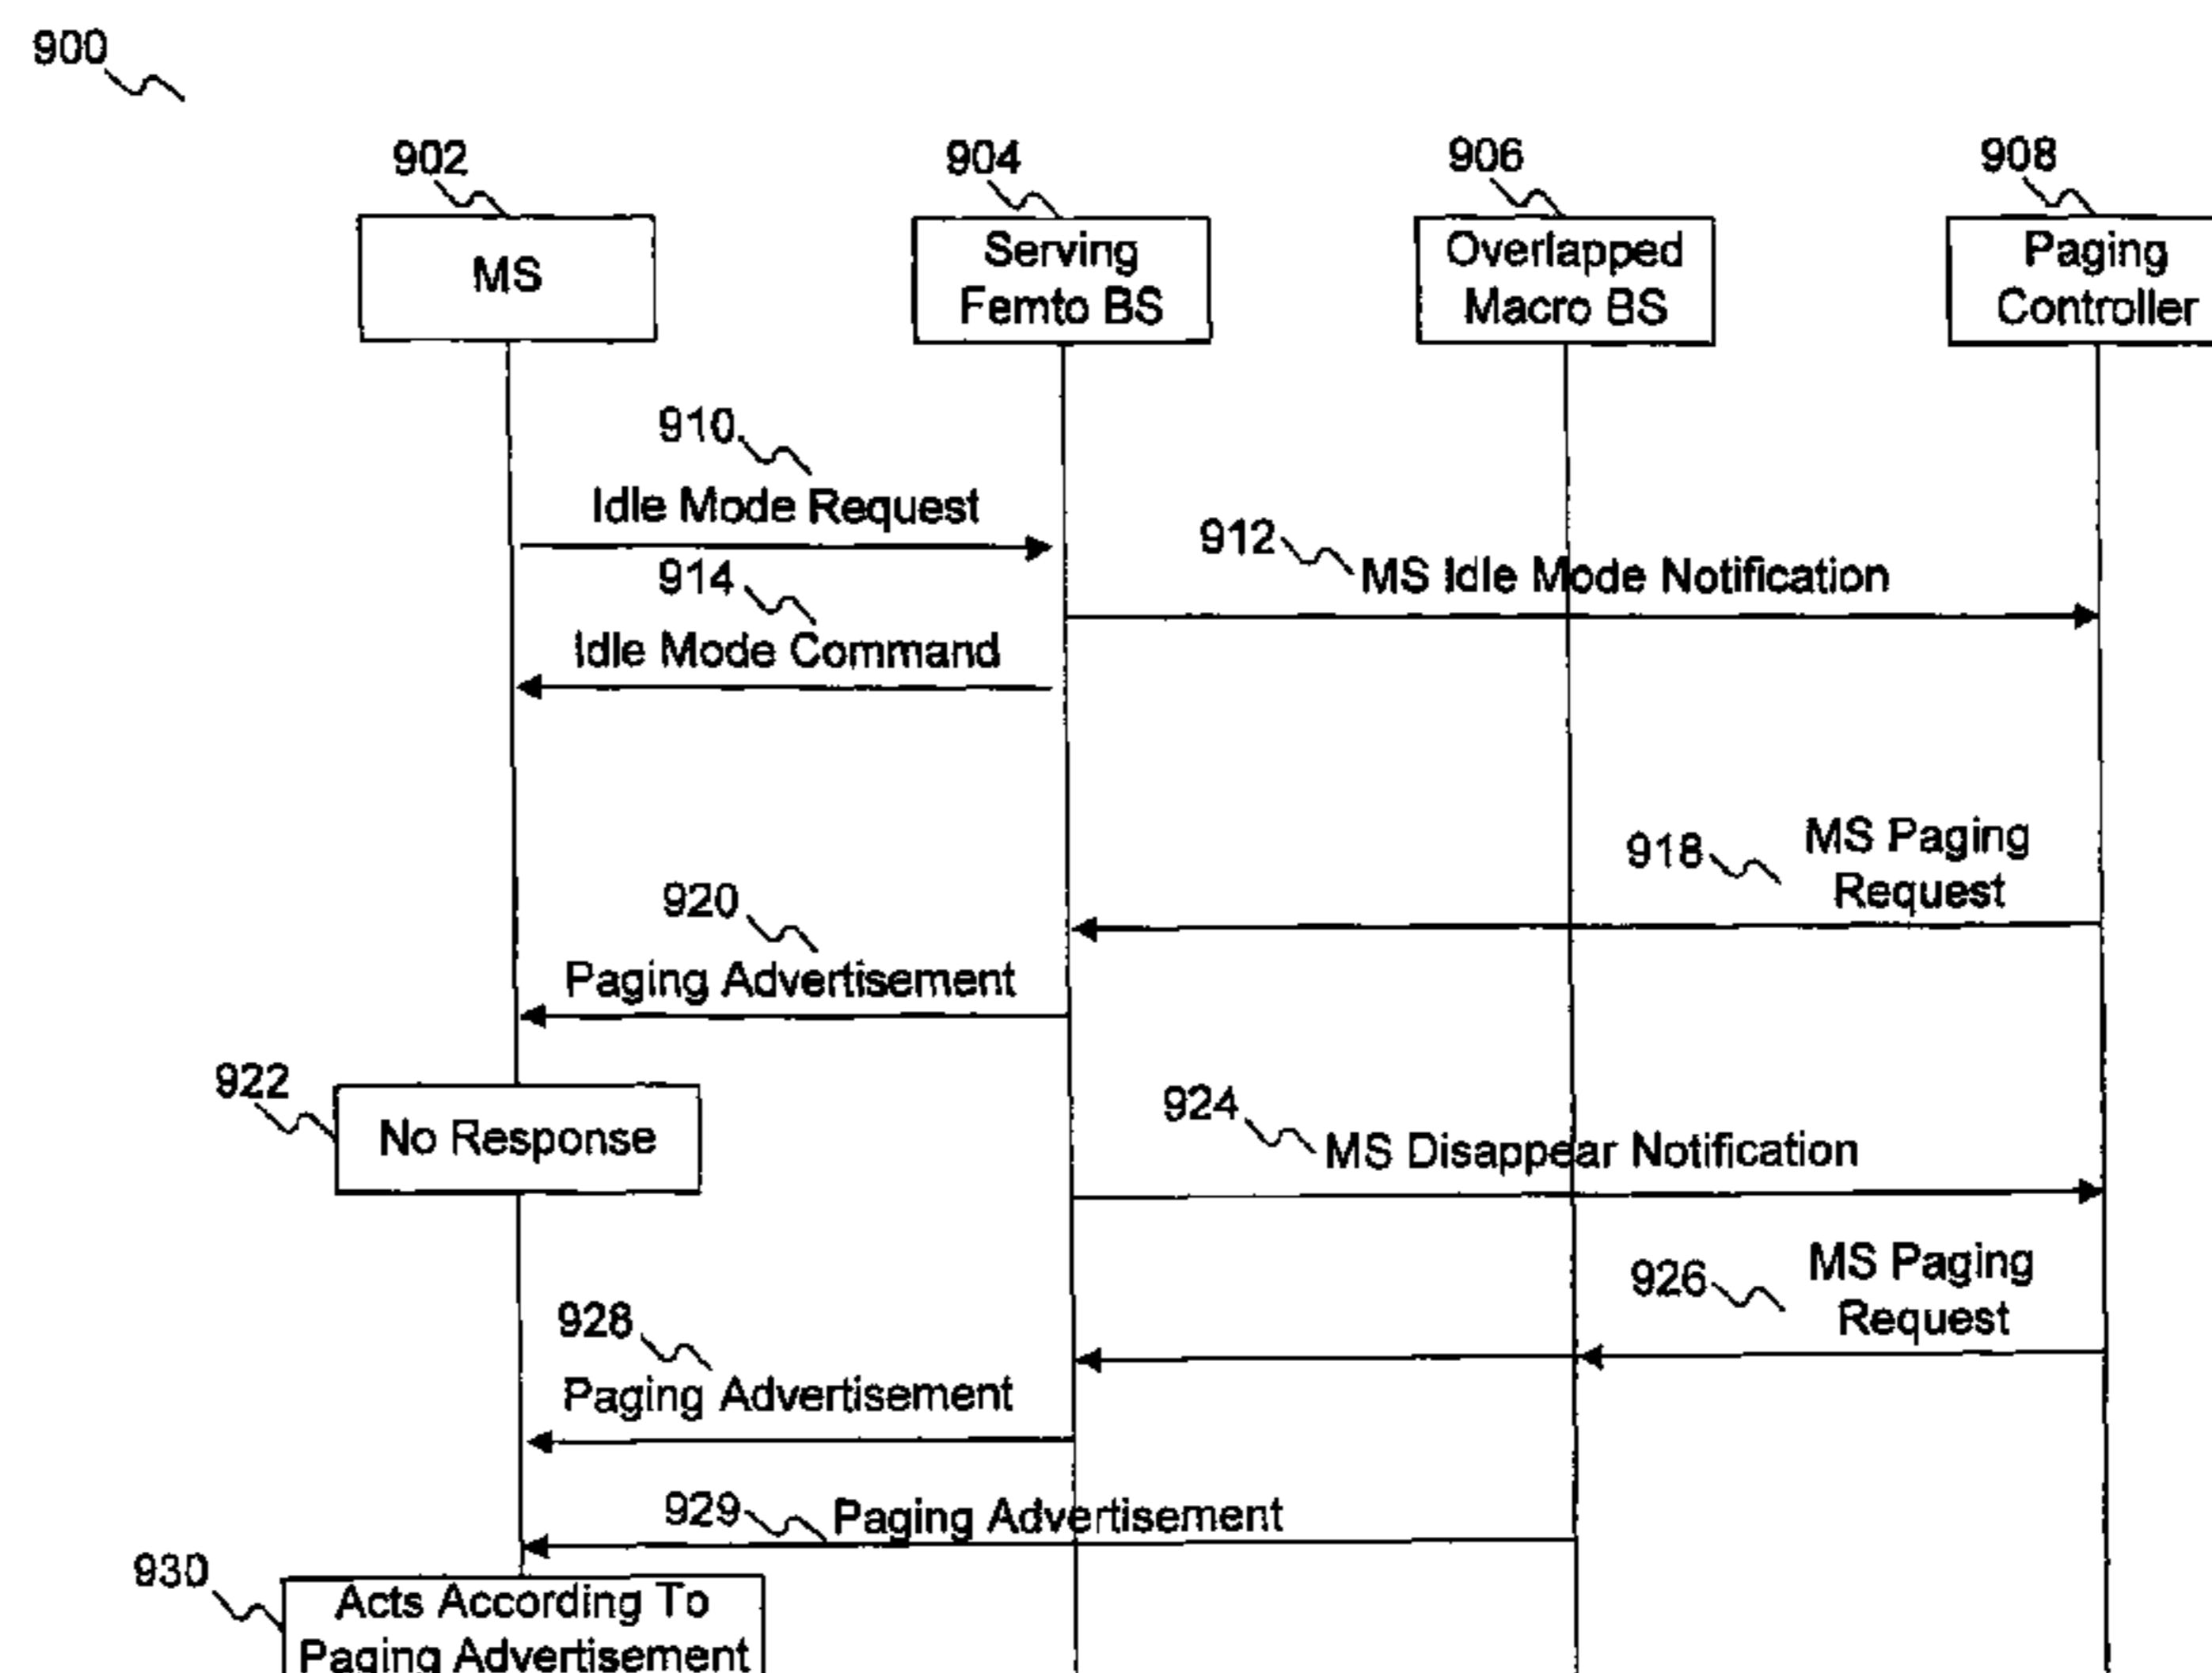 900
902
904
906
908
MS
Serving
Femto BS
Overlapped
Macro BS
Paging
Controller
910
Idle Mode Request
912
MS Idle Mode Notification
914
Idle Mode Command
918
MS Paging
Request
920
Paging Advertisement
922
No Response
924
MS Disappear Notification
926
MS Paging
Request
928
Paging Advertisement
929
Paging Advertisement
930
Acts According To
Paging Advertisement